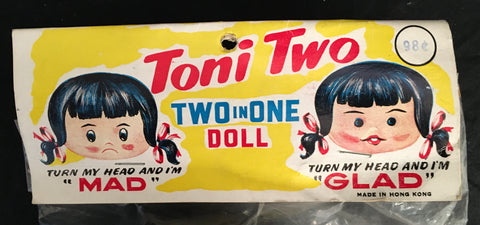 Toni Two
98¢
TWO IN ONE
DOLL
TURN MY HEAD AND I'M
"MAD"
TURN MY HEAD AND I'M
"GLAD"
MADE IN HONG KONG